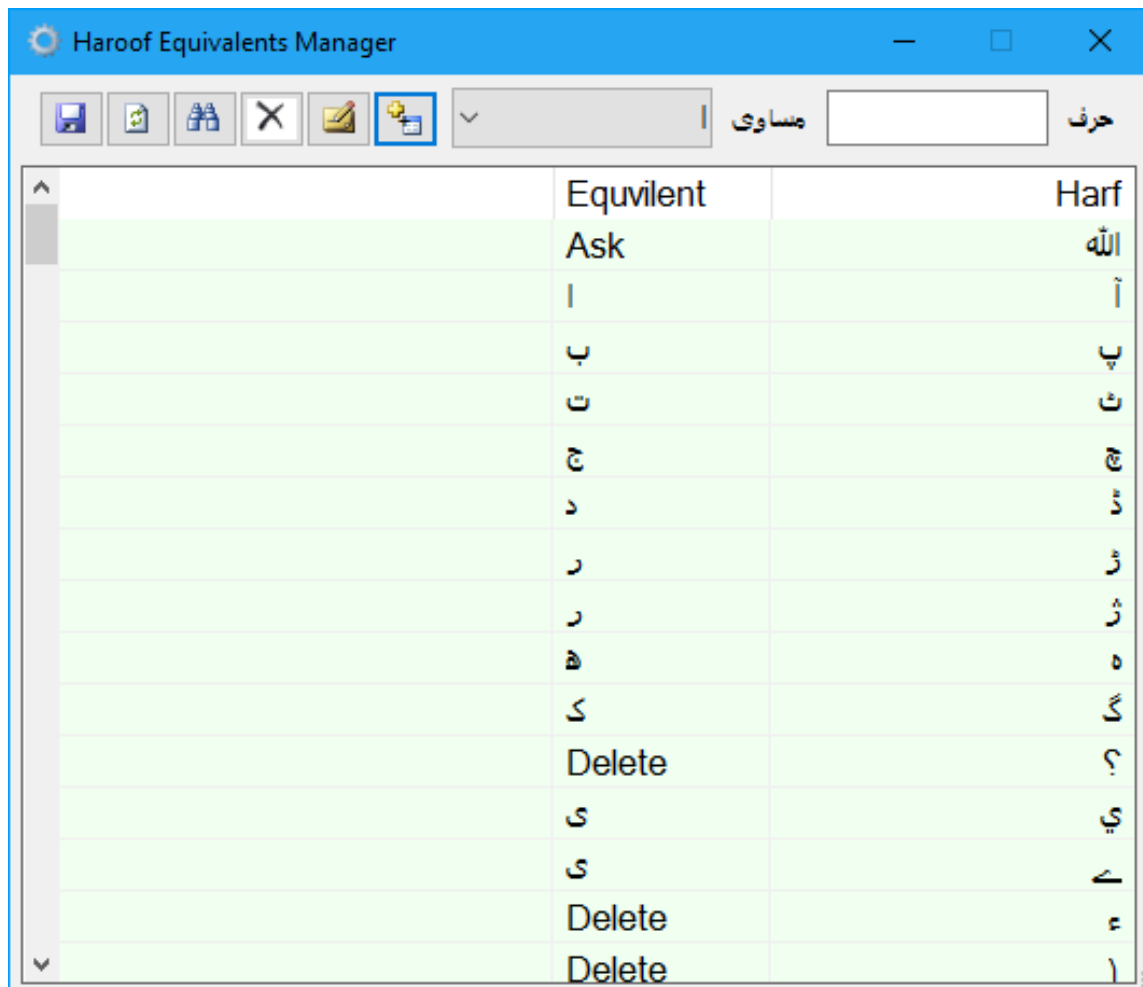 Haroof Equivalents Manager
حرف مساوی ا
Harf Equvilent
الله Ask
آ ا
پ ب
ٹ ت
چ ج
ڈ د
ڑ ر
ژ ر
ہ ھ
گ ک
؟ Delete
ي ی
ے ی
ء Delete
( Delete